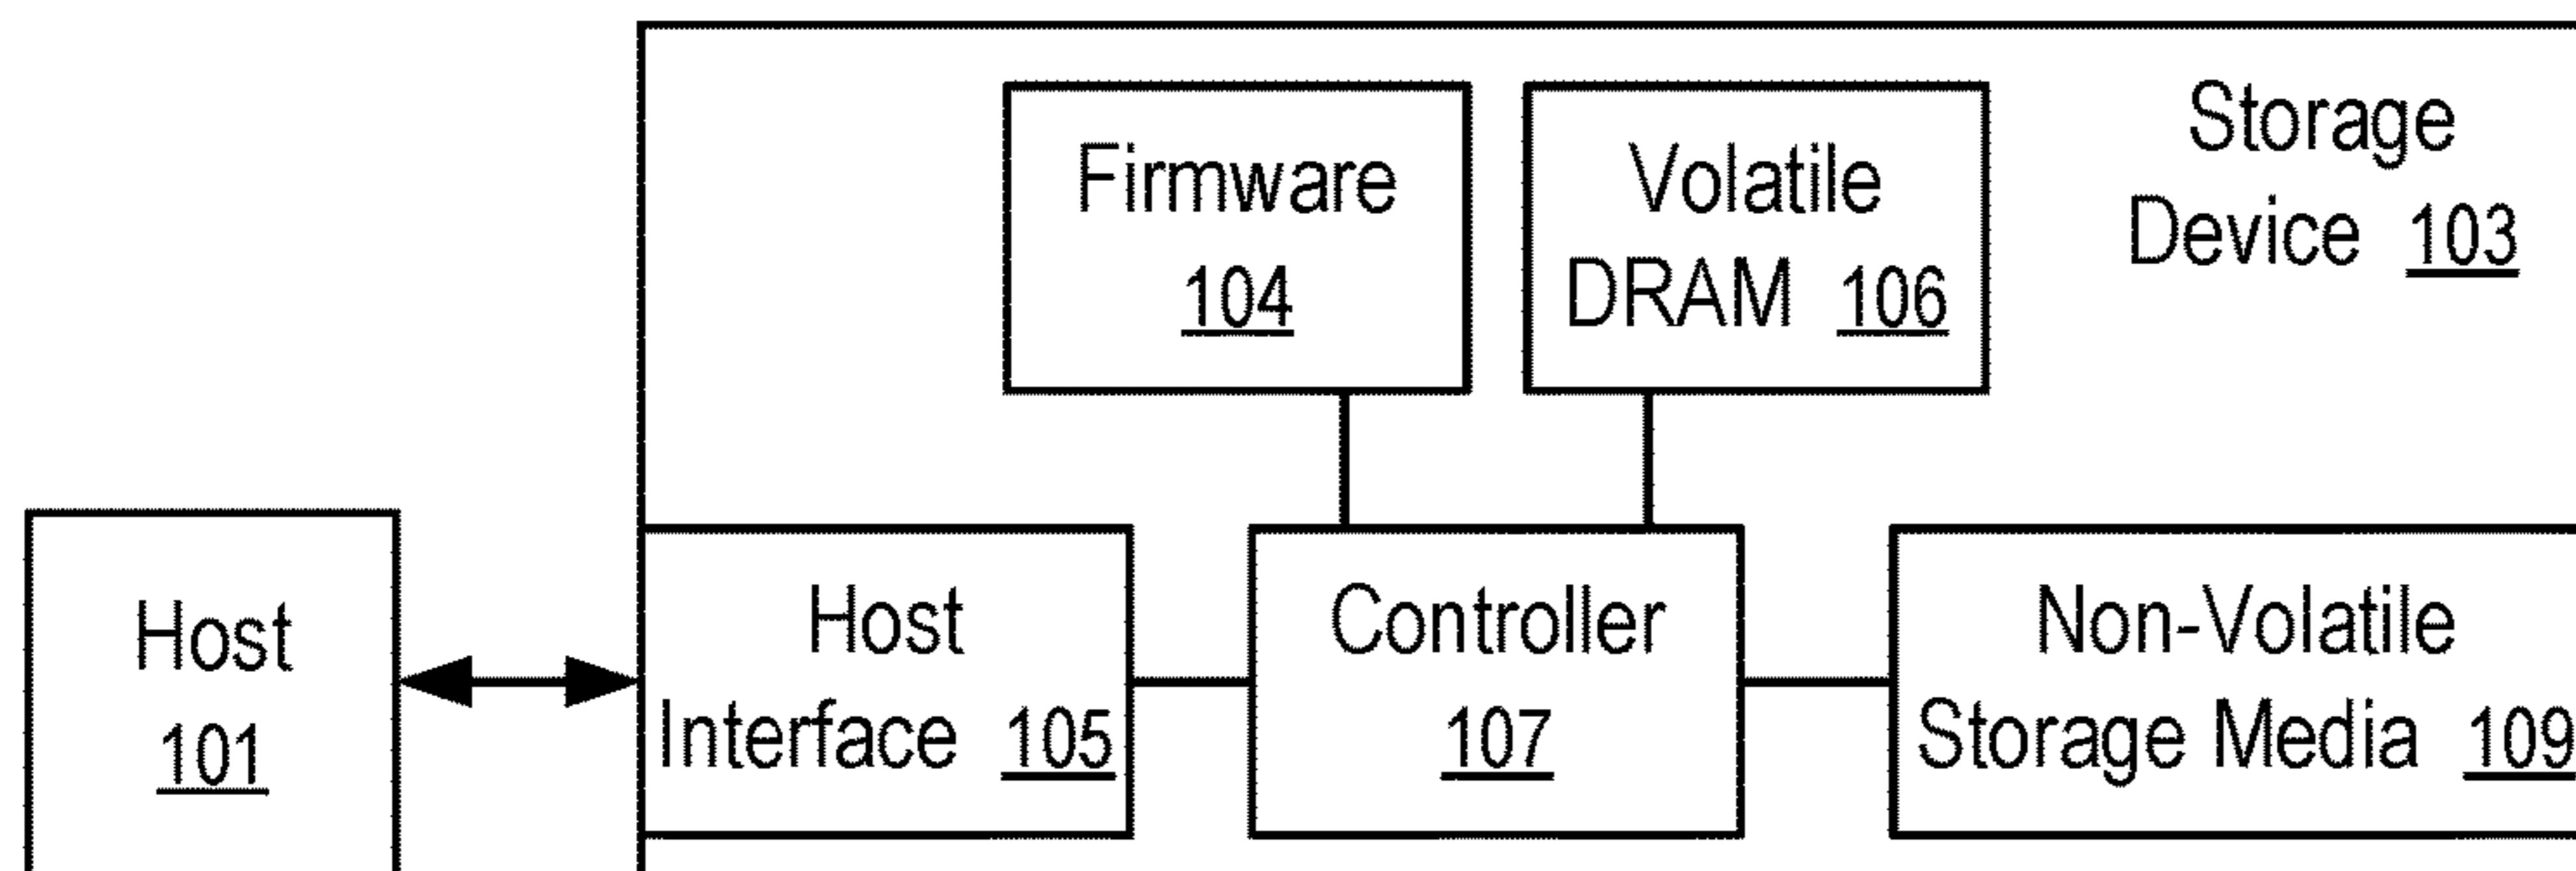 Storage
Device 103
Firmware
104
Volatile
DRAM 106
Host
101
Host
Interface 105
Controller
107
Non-Volatile
Storage Media 109